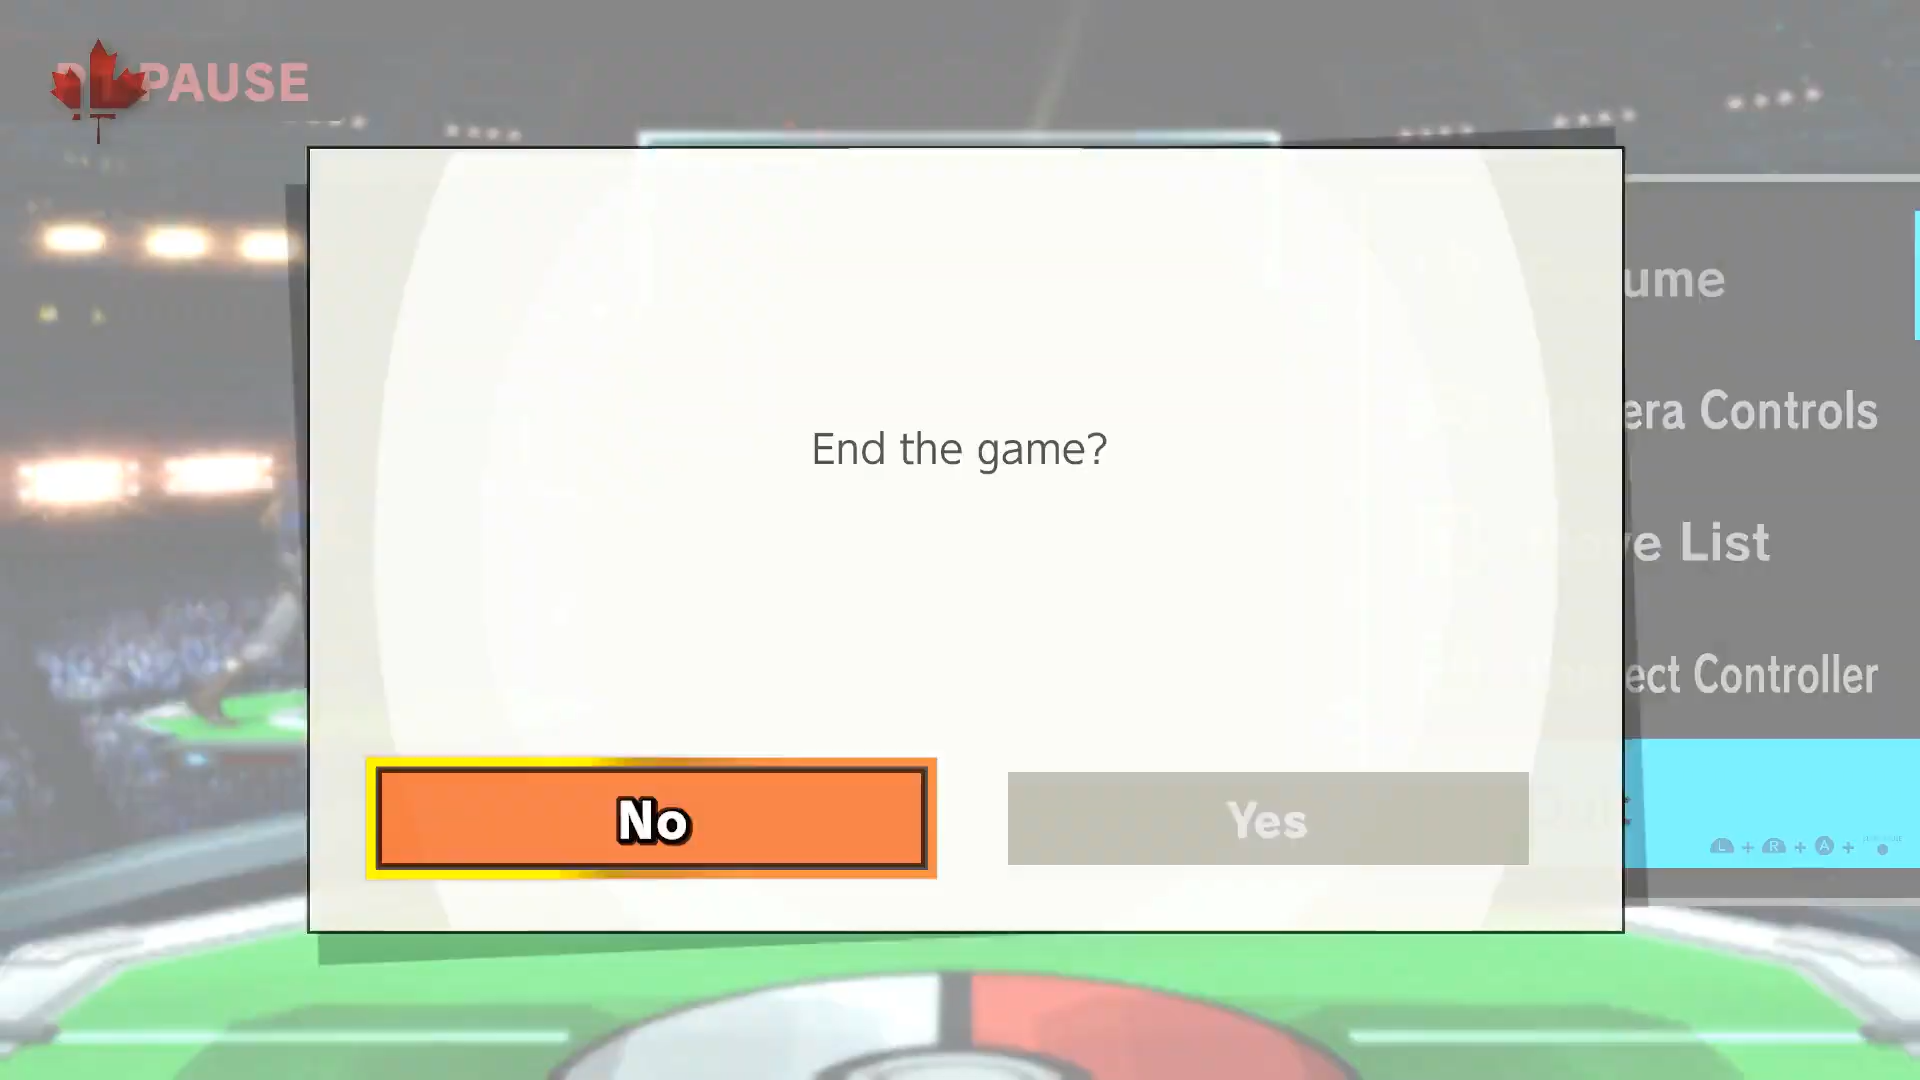 PAUSE
End the game?
No
Yes
ume
era Controls
e List
ect Controller
L + R + A +